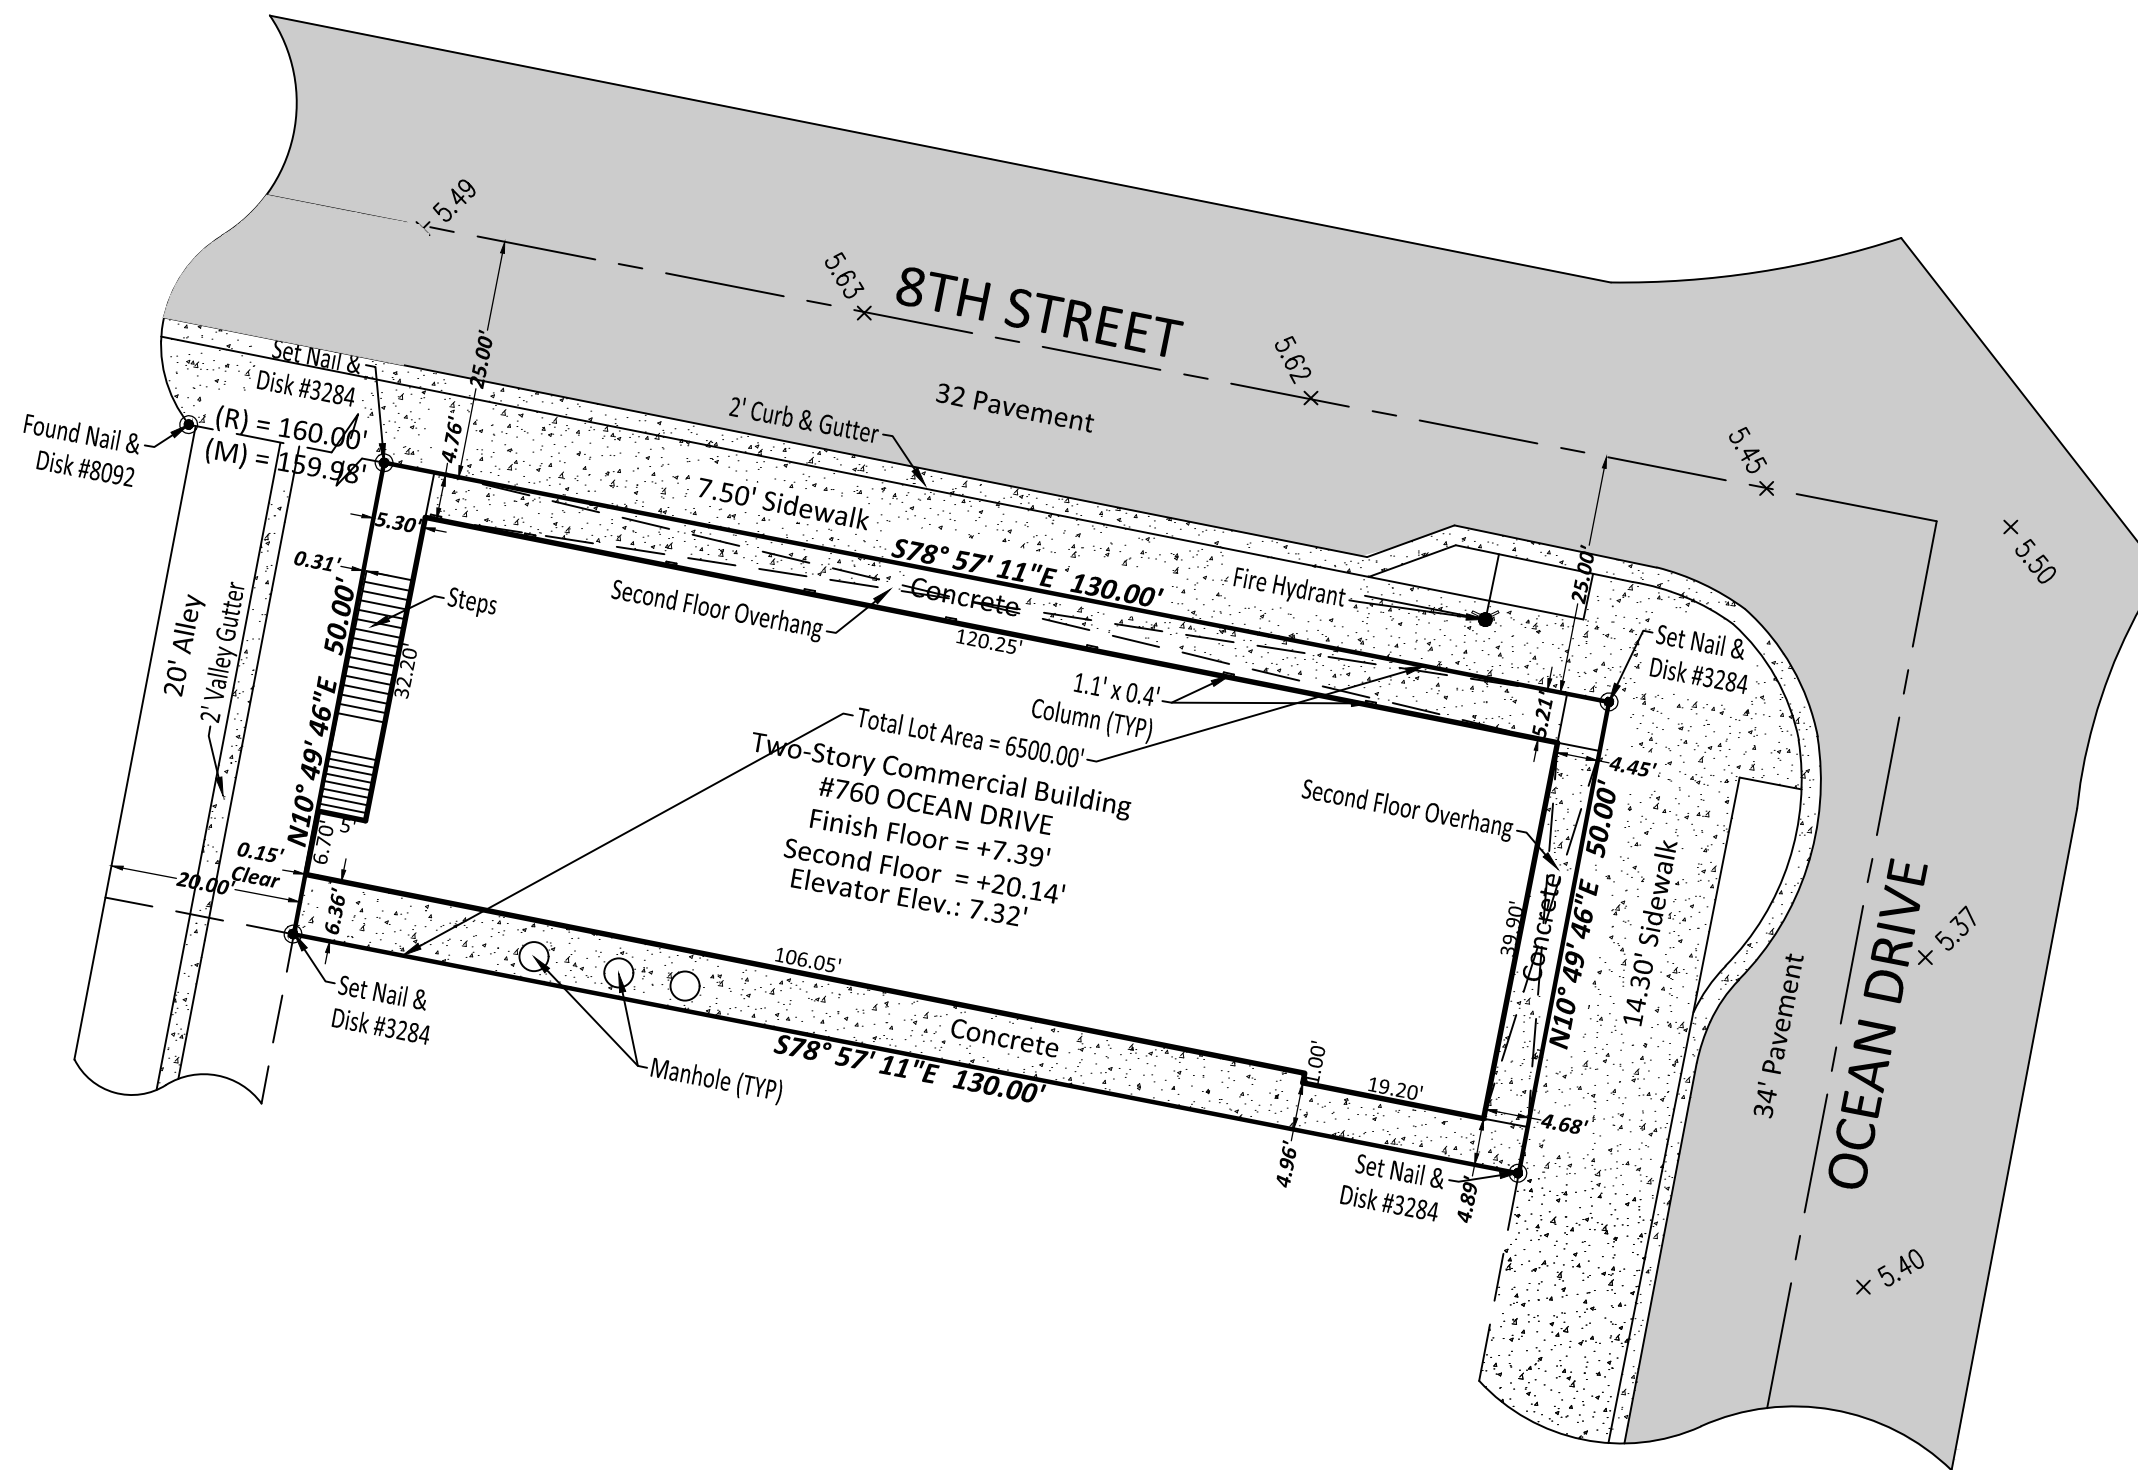 5.49
5.63
8TH STREET
5.62
5.45
5.50
32 Pavement
25.00'
2' Curb & Gutter
Set Nail &
Disk #3284
Found Nail &
Disk #8092
(R) = 160.00'
(M) = 159.98'
4.76'
7.50' Sidewalk
5.30'
S78° 57' 11"E 130.00'
Concrete
Fire Hydrant
25.00'
0.31'
Steps
Second Floor Overhang
120.25'
Set Nail &
Disk #3284
20' Alley
2' Valley Gutter
N10° 49' 46"E 50.00'
32.20'
1.1' x 0.4'
Column (TYP)
5.21'
Total Lot Area = 6500.00'
4.45'
Two-Story Commercial Building
#760 OCEAN DRIVE
Finish Floor = +7.39'
Second Floor = +20.14'
Elevator Elev.: 7.32'
Second Floor Overhang
5'
6.70'
0.15'
Clear
20.00'
6.36'
39.90'
Concrete
N10° 49' 46"E 50.00'
14.30' Sidewalk
34' Pavement
OCEAN DRIVE
5.37
106.05'
Set Nail &
Disk #3284
Concrete
S78° 57' 11"E 130.00'
Manhole (TYP)
1.00'
19.20'
4.68'
4.96'
Set Nail &
Disk #3284
4.89'
5.40